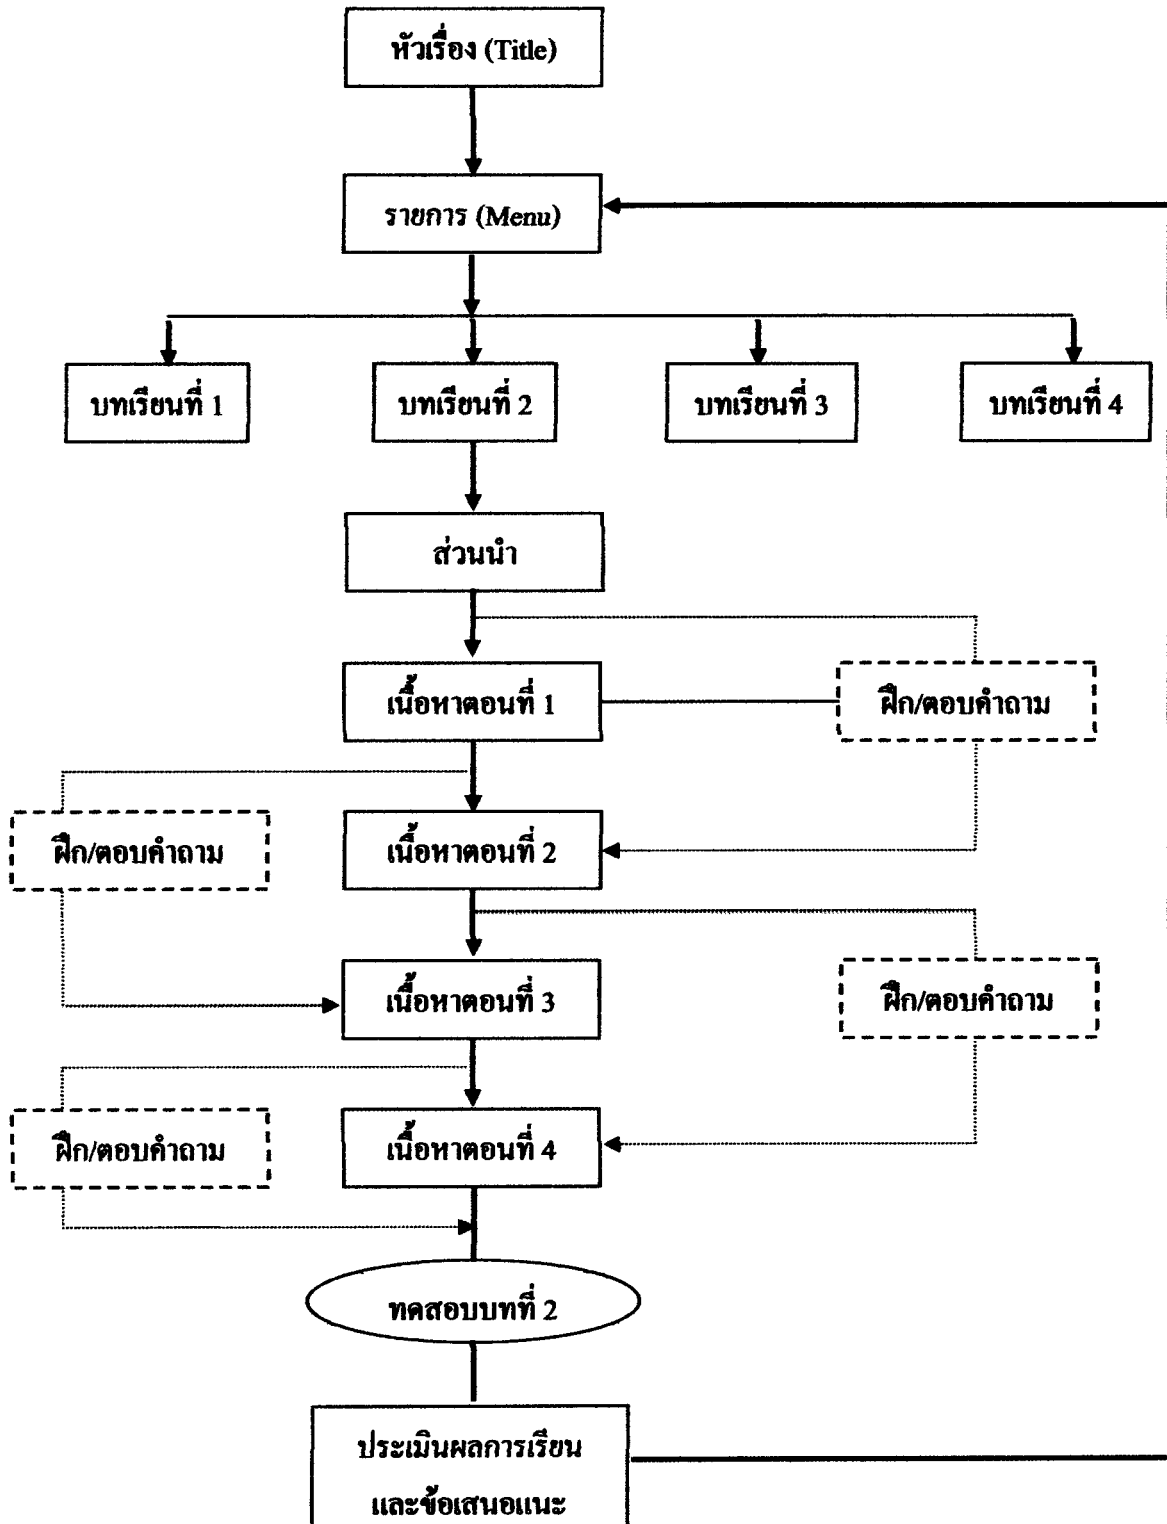 หัวเรื่อง (Title)
รายการ (Menu)
บทเรียนที่ 1
บทเรียนที่ 2
บทเรียนที่ 3
บทเรียนที่ 4
ส่วนนำ
เนื้อหาตอนที่ 1
ฝึก/ตอบคำถาม
ฝึก/ตอบคำถาม
เนื้อหาตอนที่ 2
เนื้อหาตอนที่ 3
ฝึก/ตอบคำถาม
ฝึก/ตอบคำถาม
เนื้อหาตอนที่ 4
ทดสอบบทที่ 2
ประเมินผลการเรียน
และข้อเสนอแนะ